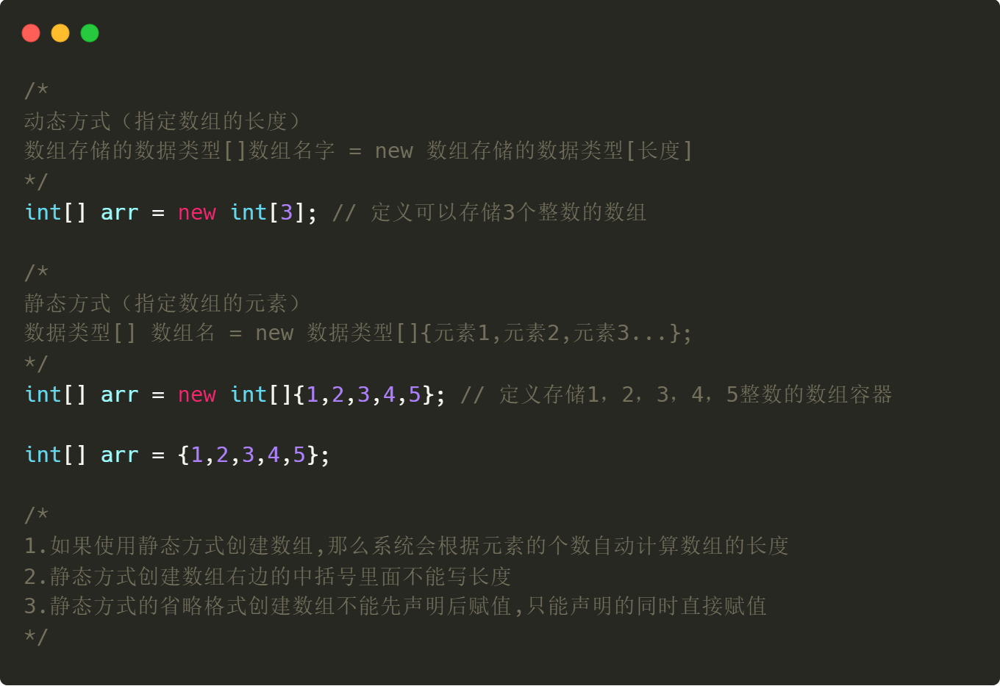 /*
动态方式（指定数组的长度）
数组存储的数据类型[]数组名字 = new 数组存储的数据类型[长度]
*/
int[] arr = new int[3]; // 定义可以存储3个整数的数组
/*
静态方式（指定数组的元素）
数据类型[] 数组名 = new 数据类型[]{元素1,元素2,元素3...};
*/
int[] arr = new int[]{1,2,3,4,5}; // 定义存储1，2，3，4，5整数的数组容器
int[] arr = {1,2,3,4,5};
/*
1.如果使用静态方式创建数组,那么系统会根据元素的个数自动计算数组的长度
2.静态方式创建数组右边的中括号里面不能写长度
3.静态方式的省略格式创建数组不能先声明后赋值,只能声明的同时直接赋值
*/